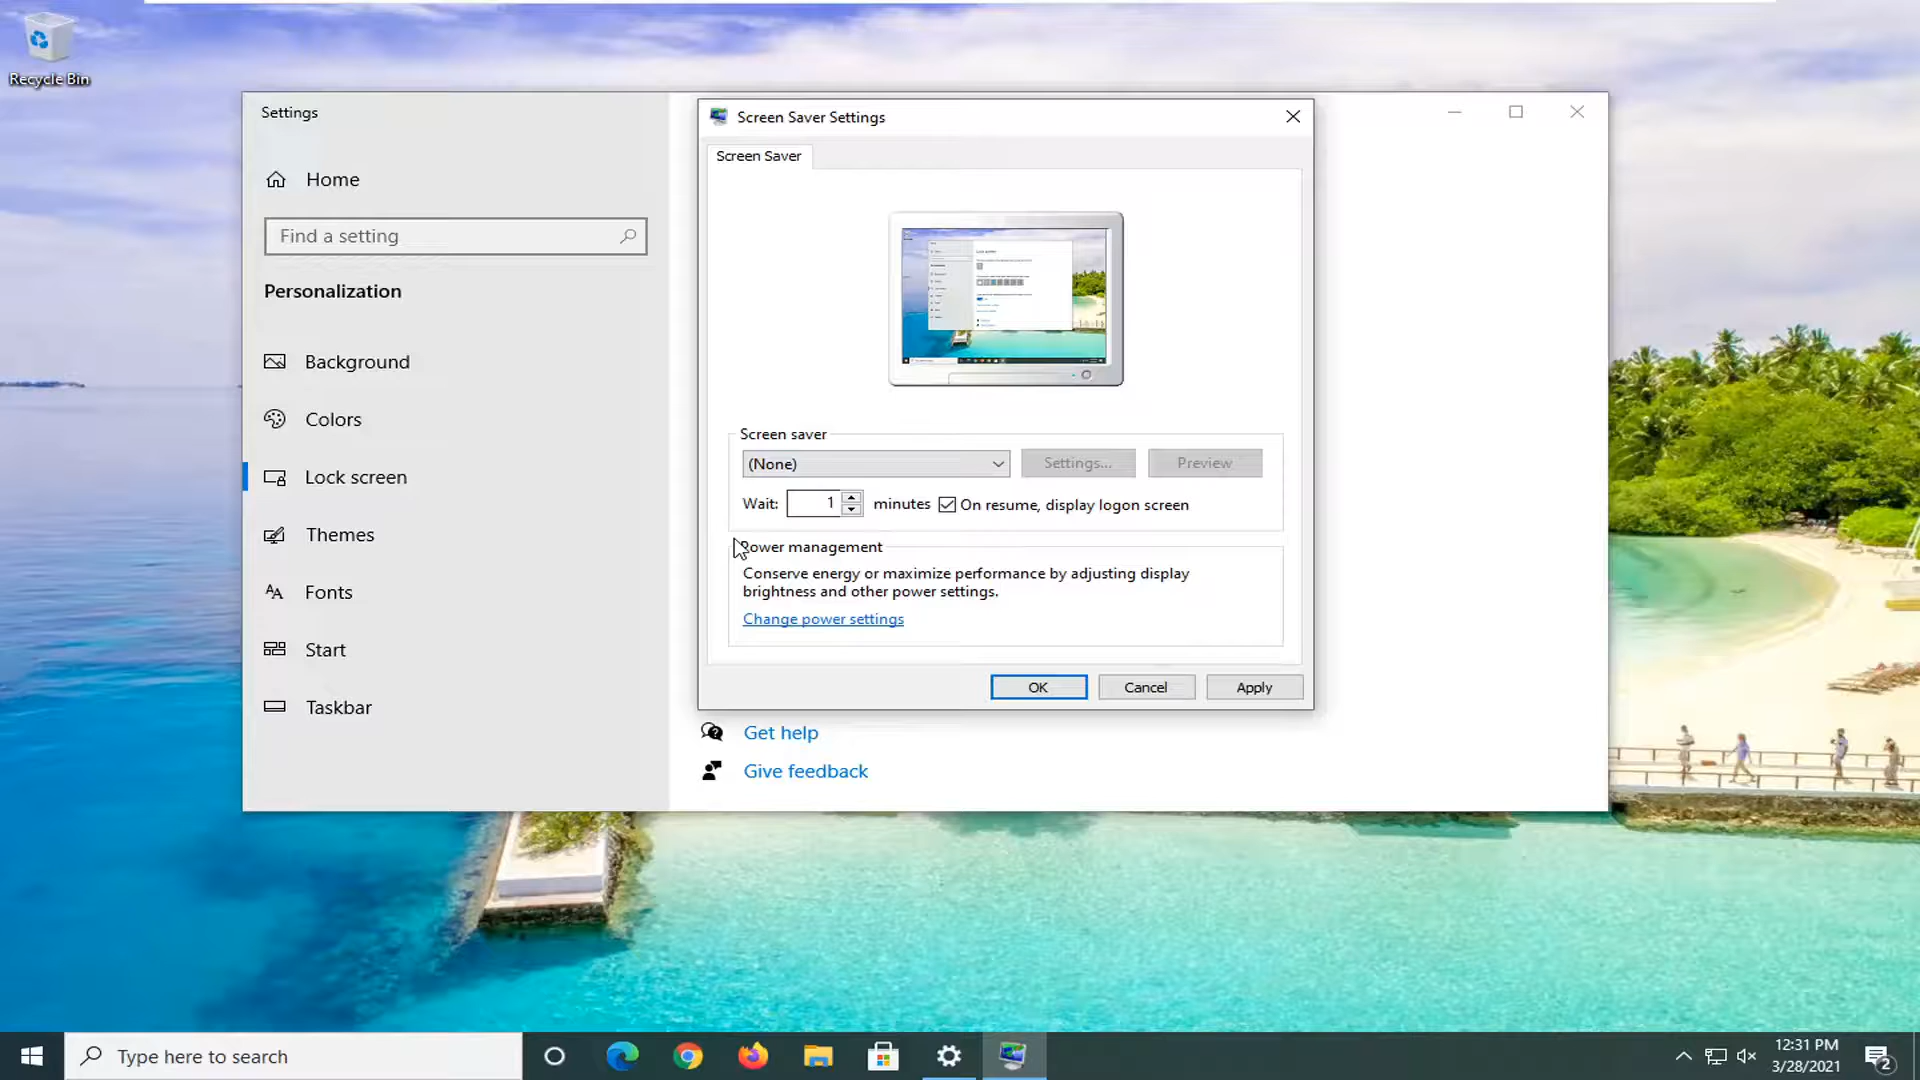 Recycle Bin
Settings
Home
Find a setting
Personalization
Background
Colors
Lock screen
Themes
Fonts
Start
Taskbar
Screen Saver Settings
Screen Saver
Screen saver
(None)
Settings...
Preview
Wait: 1 minutes On resume, display logon screen
Power management
Conserve energy or maximize performance by adjusting display
brightness and other power settings.
Change power settings
OK Cancel Apply
Get help
Give feedback
Type here to search
12:31 PM
3/28/2021
2